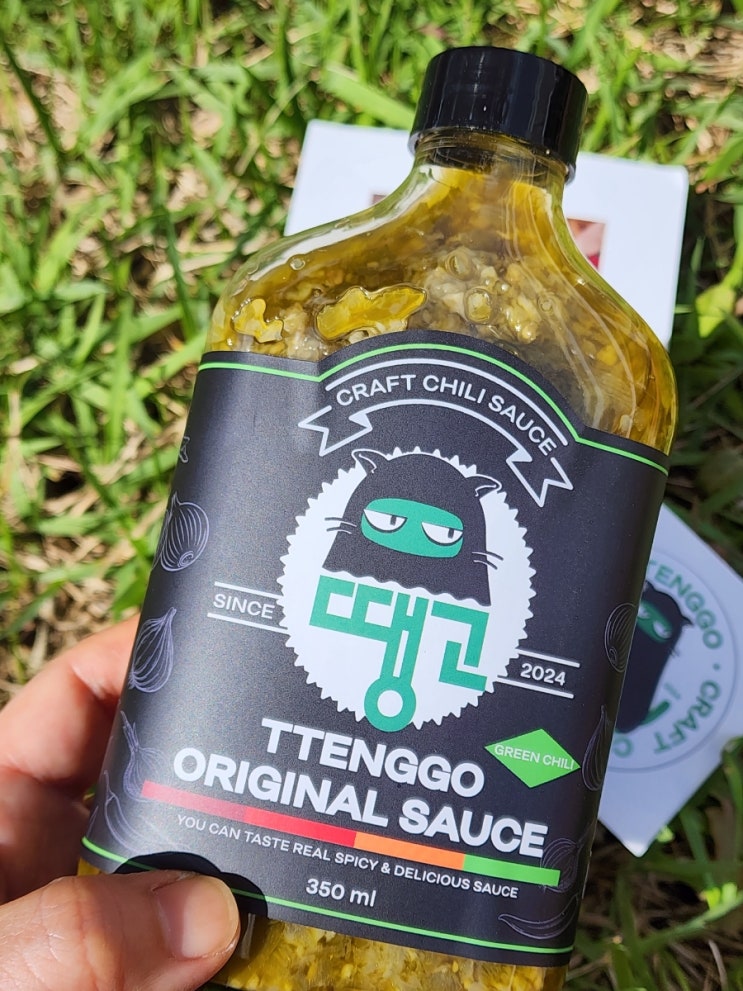 CRAFT CHILI SAUCE
SINCE
땡고
2024
TTENGGO
GREEN CHILI
ORIGINAL SAUCE
YOU CAN TASTE REAL SPICY & DELICIOUS SAUCE
350 ml
TTENGGO · CRAFT